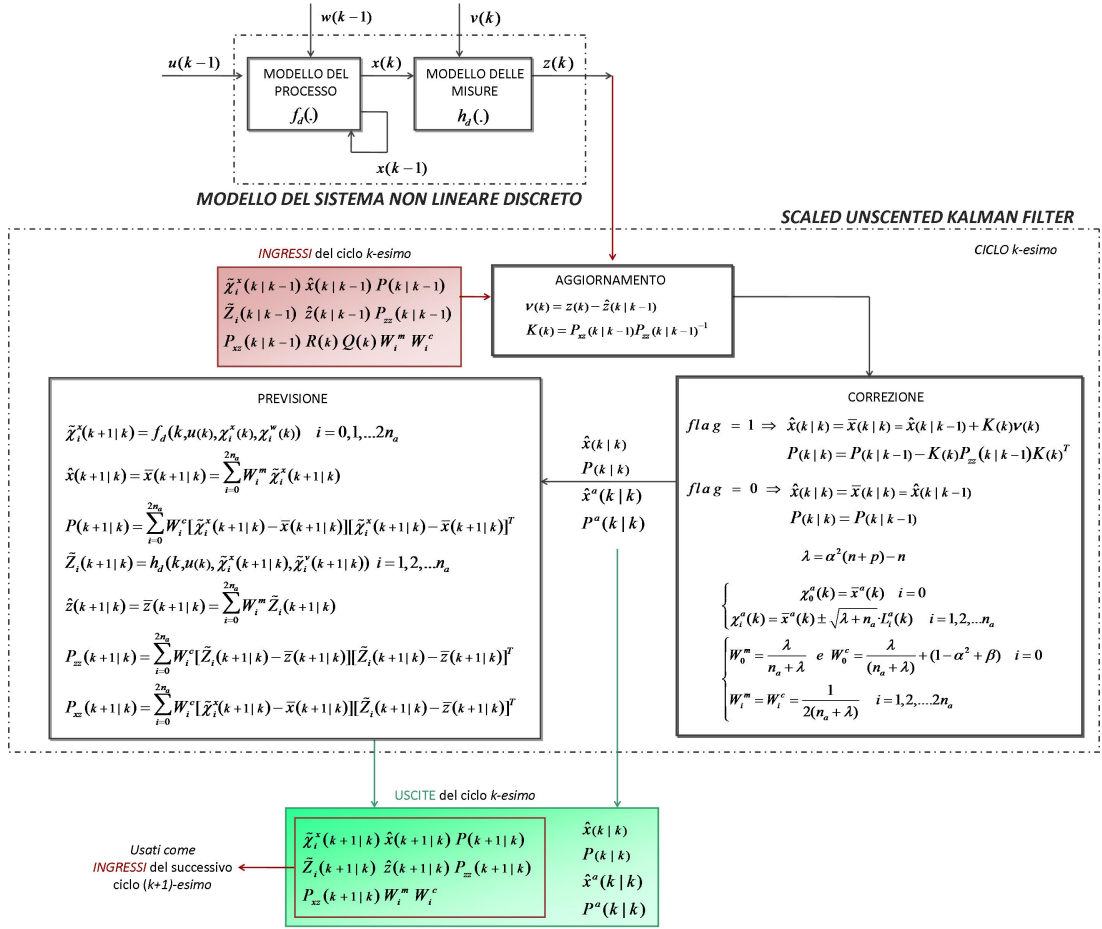 w(k−1)
v(k)
u(k−1)
MODELLO DEL
PROCESSO
f_d(.)
x(k)
MODELLO DELLE
MISURE
h_d(.)
z(k)
x(k−1)
MODELLO DEL SISTEMA NON LINEARE DISCRETO
SCALED UNSCENTED KALMAN FILTER
CICLO k-esimo
INGRESSI del ciclo k-esimo
χ̃_i^x(k|k−1) x̂(k|k−1) P(k|k−1)
Z̃_i(k|k−1) ẑ(k|k−1) P_zz(k|k−1)
P_xz(k|k−1) R(k) Q(k) W_i^m W_i^c
AGGIORNAMENTO
ν(k) = z(k) − ẑ(k|k−1)
K(k) = P_xz(k|k−1)P_zz(k|k−1)^−1
PREVISIONE
χ̃_i^x(k+1|k) = f_d(k,u(k),χ_i^x(k),χ_i^w(k)) i=0,1,...2n_a
x̂(k+1|k) = x̄(k+1|k) = ∑_{i=0}^{2n_a} W_i^m χ̃_i^x(k+1|k)
P(k+1|k) = ∑_{i=0}^{2n_a} W_i^c[χ̃_i^x(k+1|k) − x̄(k+1|k)][χ̃_i^x(k+1|k) − x̄(k+1|k)]^T
Z̃_i(k+1|k) = h_d(k,u(k),χ̃_i^x(k+1|k),χ̃_i^v(k+1|k)) i=1,2,...n_a
ẑ(k+1|k) = z̄(k+1|k) = ∑_{i=0}^{2n_a} W_i^m Z̃_i(k+1|k)
P_zz(k+1|k) = ∑_{i=0}^{2n_a} W_i^c[Z̃_i(k+1|k) − z̄(k+1|k)][Z̃_i(k+1|k) − z̄(k+1|k)]^T
P_xz(k+1|k) = ∑_{i=0}^{2n_a} W_i^c[χ̃_i^x(k+1|k) − x̄(k+1|k)][Z̃_i(k+1|k) − z̄(k+1|k)]^T
x̂(k|k)
P(k|k)
x̂^a(k|k)
P^a(k|k)
CORREZIONE
flag = 1 ⇒ x̂(k|k) = x̄(k|k) = x̂(k|k−1) + K(k)ν(k)
P(k|k) = P(k|k−1) − K(k)P_zz(k|k−1)K(k)^T
flag = 0 ⇒ x̂(k|k) = x̄(k|k) = x̂(k|k−1)
P(k|k) = P(k|k−1)
λ = α^2(n+p) − n
χ_0^a(k) = x̄^a(k) i=0
χ_i^a(k) = x̄^a(k) ± √(λ+n_a)·L_i^a(k) i=1,2,...n_a
W_0^m = λ/(n_a+λ) e W_0^c = λ/((n_a+λ)) + (1−α^2+β) i=0
W_i^m = W_i^c = 1/(2(n_a+λ)) i=1,2,....2n_a
USCITE del ciclo k-esimo
χ̃_i^x(k+1|k) x̂(k+1|k) P(k+1|k)
Z̃_i(k+1|k) ẑ(k+1|k) P_zz(k+1|k)
P_xz(k+1|k) W_i^m W_i^c
x̂(k|k)
P(k|k)
x̂^a(k|k)
P^a(k|k)
Usati come
INGRESSI del successivo
ciclo (k+1)-esimo